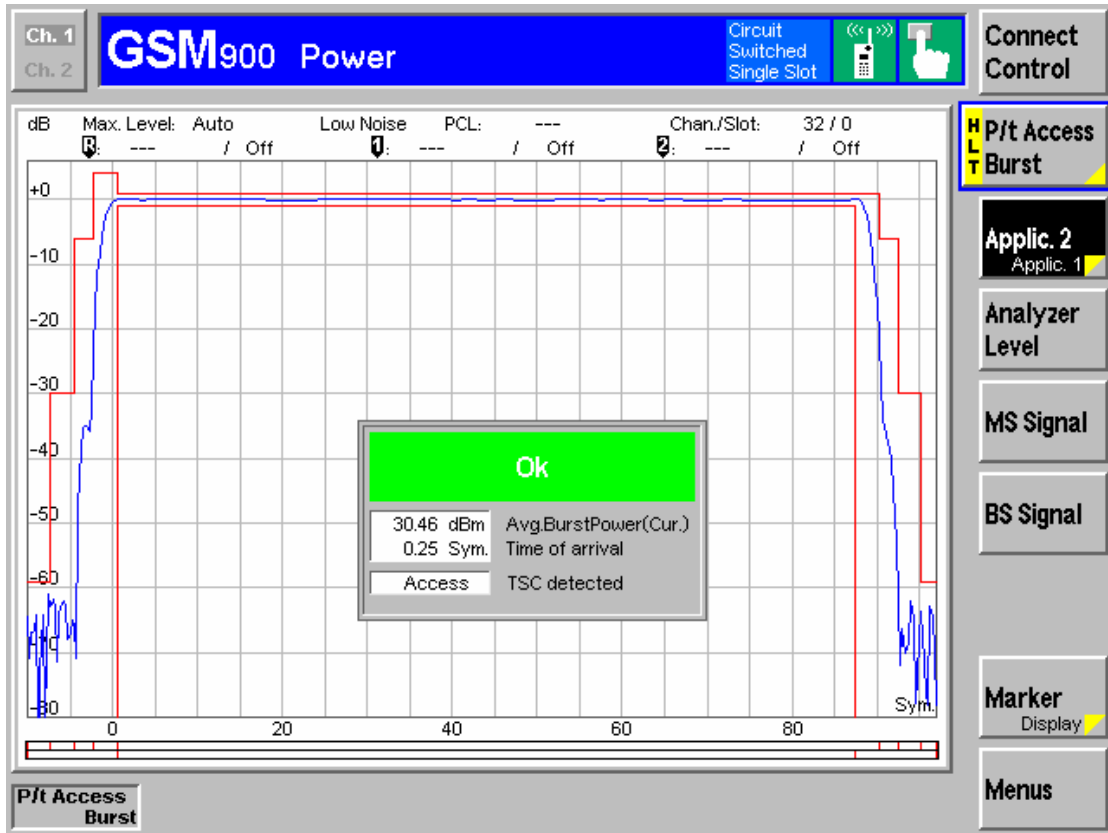 Ch. 1
Ch. 2
GSM900 Power
Circuit
Switched
Single Slot
Connect
Control
dB Max. Level: Auto Low Noise PCL: --- Chan./Slot: 32 / 0
R: --- / Off 1: --- / Off 2: --- / Off
HLT
P/t Access
Burst
+0
-10
-20
-30
-40
-50
-60
-70
-80
Ok
30.46 dBm Avg.BurstPower(Cur.)
0.25 Sym. Time of arrival
Access TSC detected
Sym.
0 20 40 60 80
Applic. 2
Applic. 1
Analyzer
Level
MS Signal
BS Signal
Marker
Display
Menus
P/t Access
Burst